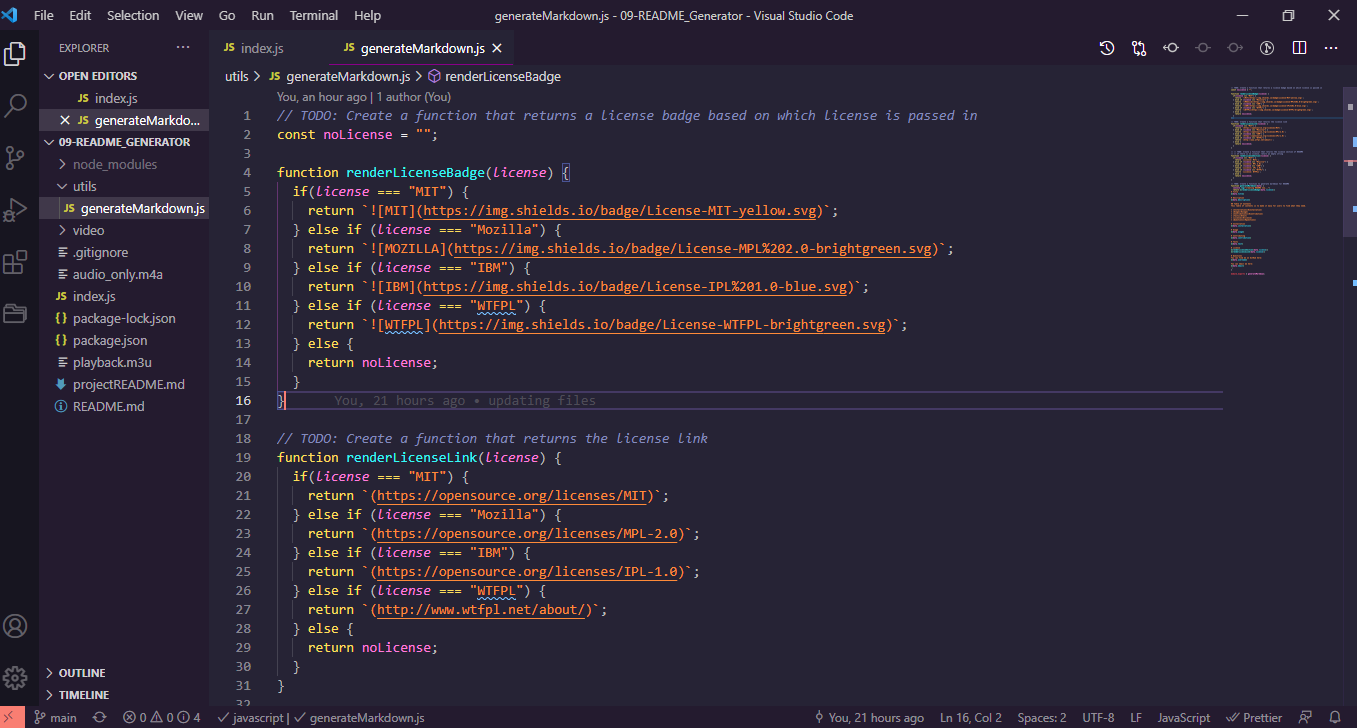 File Edit Selection View Go Run Terminal Help generateMarkdown.js - 09-README_Generator - Visual Studio Code
EXPLORER ···
JS index.js JS generateMarkdown.js
OPEN EDITORS
JS index.js
JS generateMarkdo...
09-README_GENERATOR
node_modules
utils
JS generateMarkdown.js
video
.gitignore
audio_only.m4a
JS index.js
{} package-lock.json
{} package.json
playback.m3u
projectREADME.md
README.md
OUTLINE
TIMELINE
utils > JS generateMarkdown.js > renderLicenseBadge
You, an hour ago | 1 author (You)
1 // TODO: Create a function that returns a license badge based on which license is passed in
2 const noLicense = "";
3
4 function renderLicenseBadge(license) {
5 if(license === "MIT") {
6 return `![MIT](https://img.shields.io/badge/License-MIT-yellow.svg)`;
7 } else if (license === "Mozilla") {
8 return `![MOZILLA](https://img.shields.io/badge/License-MPL%202.0-brightgreen.svg)`;
9 } else if (license === "IBM") {
10 return `![IBM](https://img.shields.io/badge/License-IPL%201.0-blue.svg)`;
11 } else if (license === "WTFPL") {
12 return `![WTFPL](https://img.shields.io/badge/License-WTFPL-brightgreen.svg)`;
13 } else {
14 return noLicense;
15 }
16 } You, 21 hours ago • updating files
17
18 // TODO: Create a function that returns the license link
19 function renderLicenseLink(license) {
20 if(license === "MIT") {
21 return `(https://opensource.org/licenses/MIT)`;
22 } else if (license === "Mozilla") {
23 return `(https://opensource.org/licenses/MPL-2.0)`;
24 } else if (license === "IBM") {
25 return `(https://opensource.org/licenses/IPL-1.0)`;
26 } else if (license === "WTFPL") {
27 return `(http://www.wtfpl.net/about/)`;
28 } else {
29 return noLicense;
30 }
31 }
32
main 0 0 4 javascript | generateMarkdown.js You, 21 hours ago Ln 16, Col 2 Spaces: 2 UTF-8 LF JavaScript Prettier